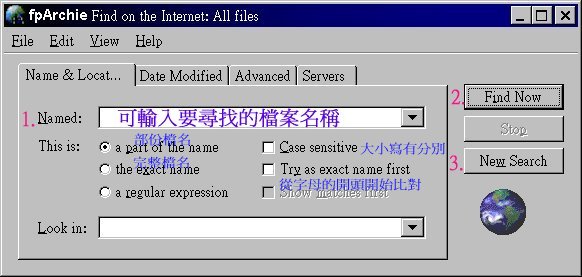 fpArchie Find on the Internet: All files
File Edit View Help
Name & Locat... Date Modified Advanced Servers
1. Named: 可輸入要尋找的檔案名稱
2. Find Now
Stop
3. New Search
This is:
部份檔名
a part of the name
完整檔名
the exact name
a regular expression
Case sensitive 大小寫有分別
Try as exact name first
從字母的開頭開始比對
Show matches first
Look in: